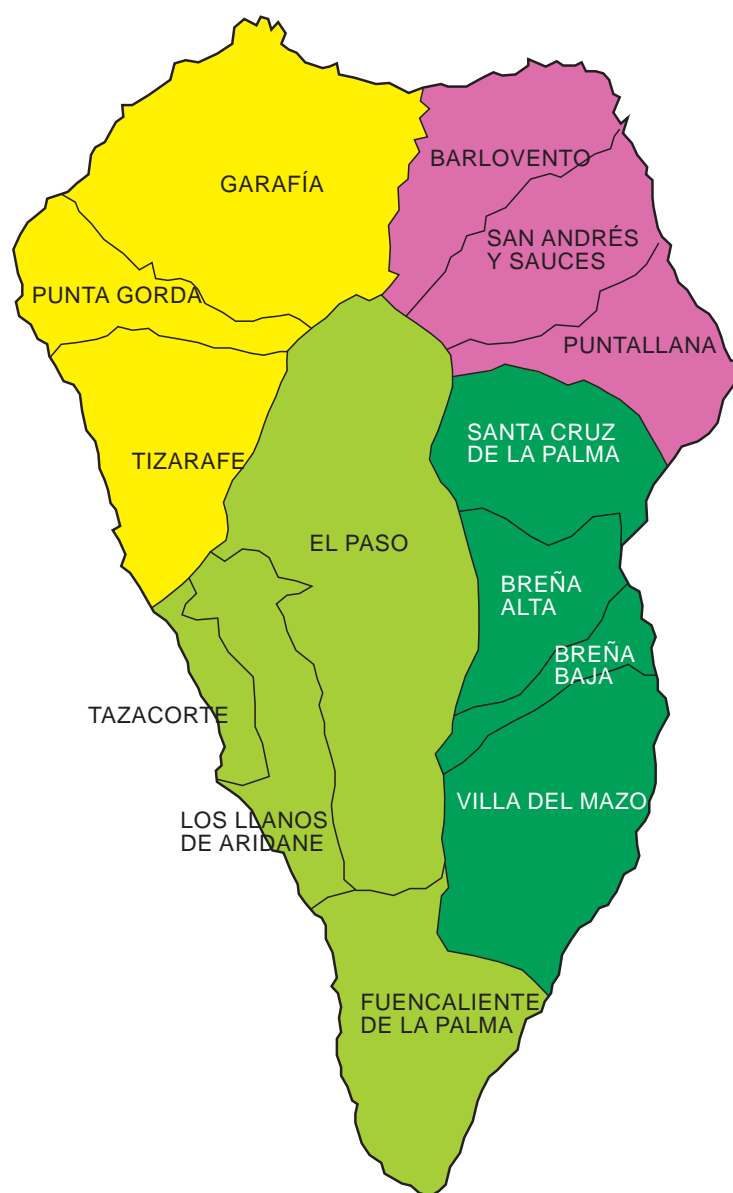 BARLOVENTO
GARAFÍA
SAN ANDRÉS
Y SAUCES
PUNTA GORDA
PUNTALLANA
SANTA CRUZ
DE LA PALMA
TIZARAFE
EL PASO
BREÑA
ALTA
BREÑA
BAJA
TAZACORTE
VILLA DEL MAZO
LOS LLANOS
DE ARIDANE
FUENCALIENTE
DE LA PALMA